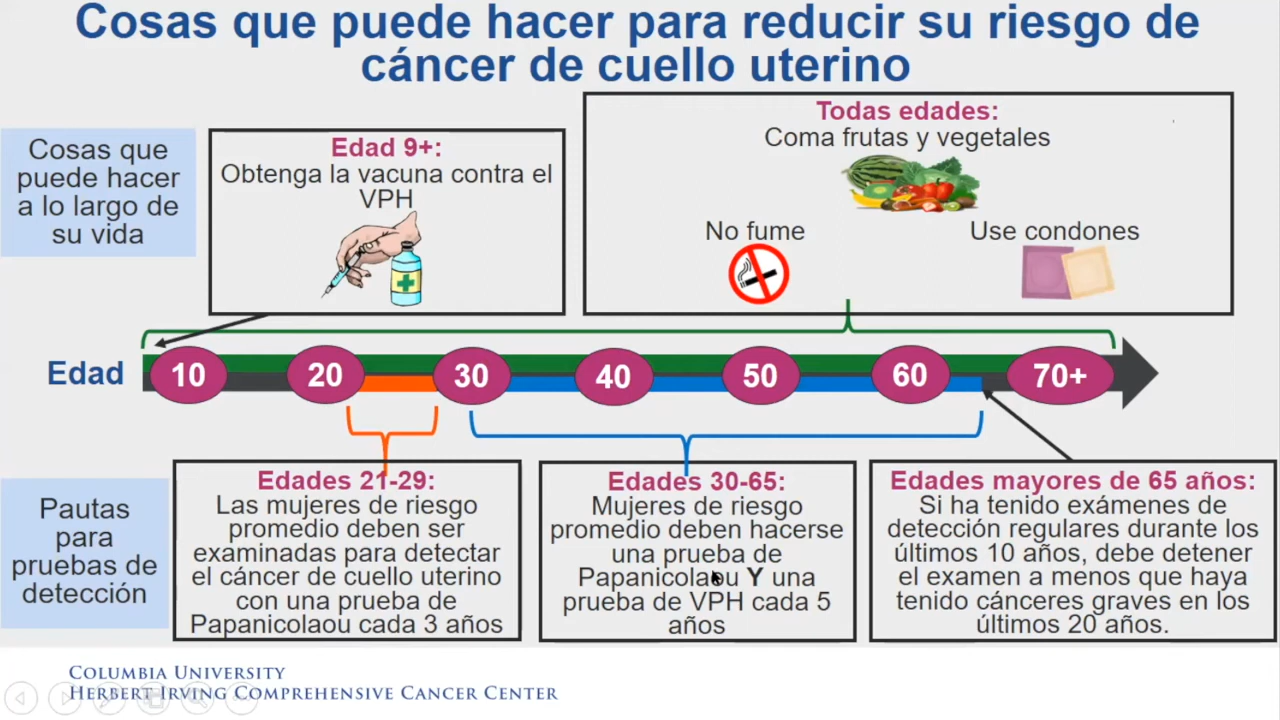 Cosas que puede hacer para reducir su riesgo de
cáncer de cuello uterino
Cosas que
puede hacer
a lo largo de
su vida
Edad 9+:
Obtenga la vacuna contra el
VPH
Todas edades:
Coma frutas y vegetales
No fume
Use condones
Edad
10
20
30
40
50
60
70+
Pautas
para
pruebas de
detección
Edades 21-29:
Las mujeres de riesgo
promedio deben ser
examinadas para detectar
el cáncer de cuello uterino
con una prueba de
Papanicolaou cada 3 años
Edades 30-65:
Mujeres de riesgo
promedio deben hacerse
una prueba de
Papanicolaou Y una
prueba de VPH cada 5
años
Edades mayores de 65 años:
Si ha tenido exámenes de
detección regulares durante los
últimos 10 años, debe detener
el examen a menos que haya
tenido cánceres graves en los
últimos 20 años.
COLUMBIA UNIVERSITY
HERBERT IRVING COMPREHENSIVE CANCER CENTER